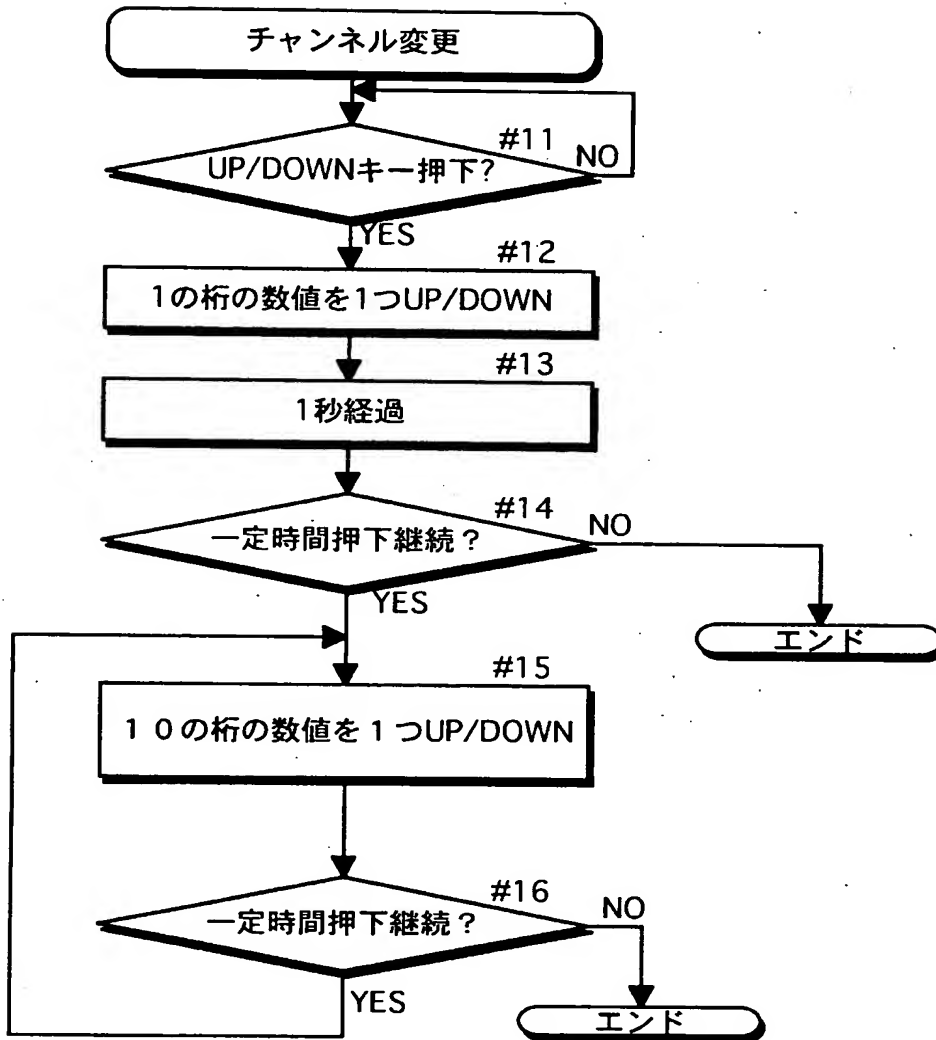 チャンネル変更
#11
UP/DOWNキー押下?
NO
YES
#12
1の桁の数値を1つUP/DOWN
#13
1秒経過
#14
一定時間押下継続？
NO
YES
エンド
#15
１０の桁の数値を１つUP/DOWN
#16
一定時間押下継続？
NO
YES
エンド